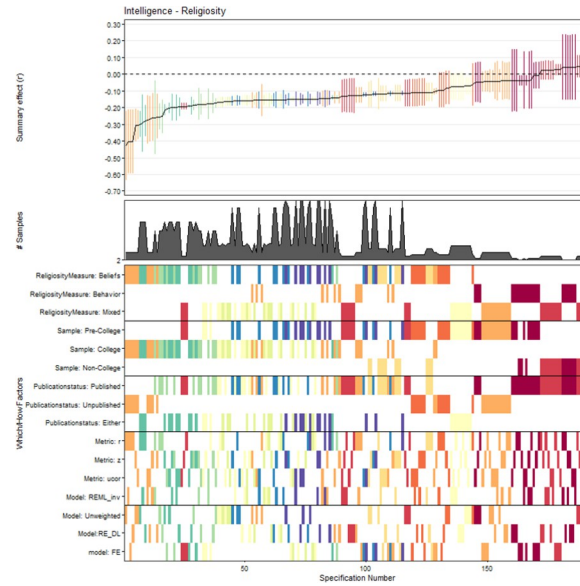 Intelligence - Religiosity
Summary effect (r)
0.30
0.20
0.10
0.00
-0.10
-0.20
-0.30
-0.40
-0.50
-0.60
-0.70
# Samples
2
Which/How Factors
ReligiosityMeasure: Beliefs
ReligiosityMeasure: Behavior
ReligiosityMeasure: Mixed
Sample: Pre-College
Sample: College
Sample: Non-College
Publicationstatus: Published
Publicationstatus: Unpublished
Publicationstatus: Either
Metric: r
Metric: z
Metric: ucorr
Model: REML_inv
Model: Unweighted
Model:RE_DL
model: FE
50
100
150
Specification Number